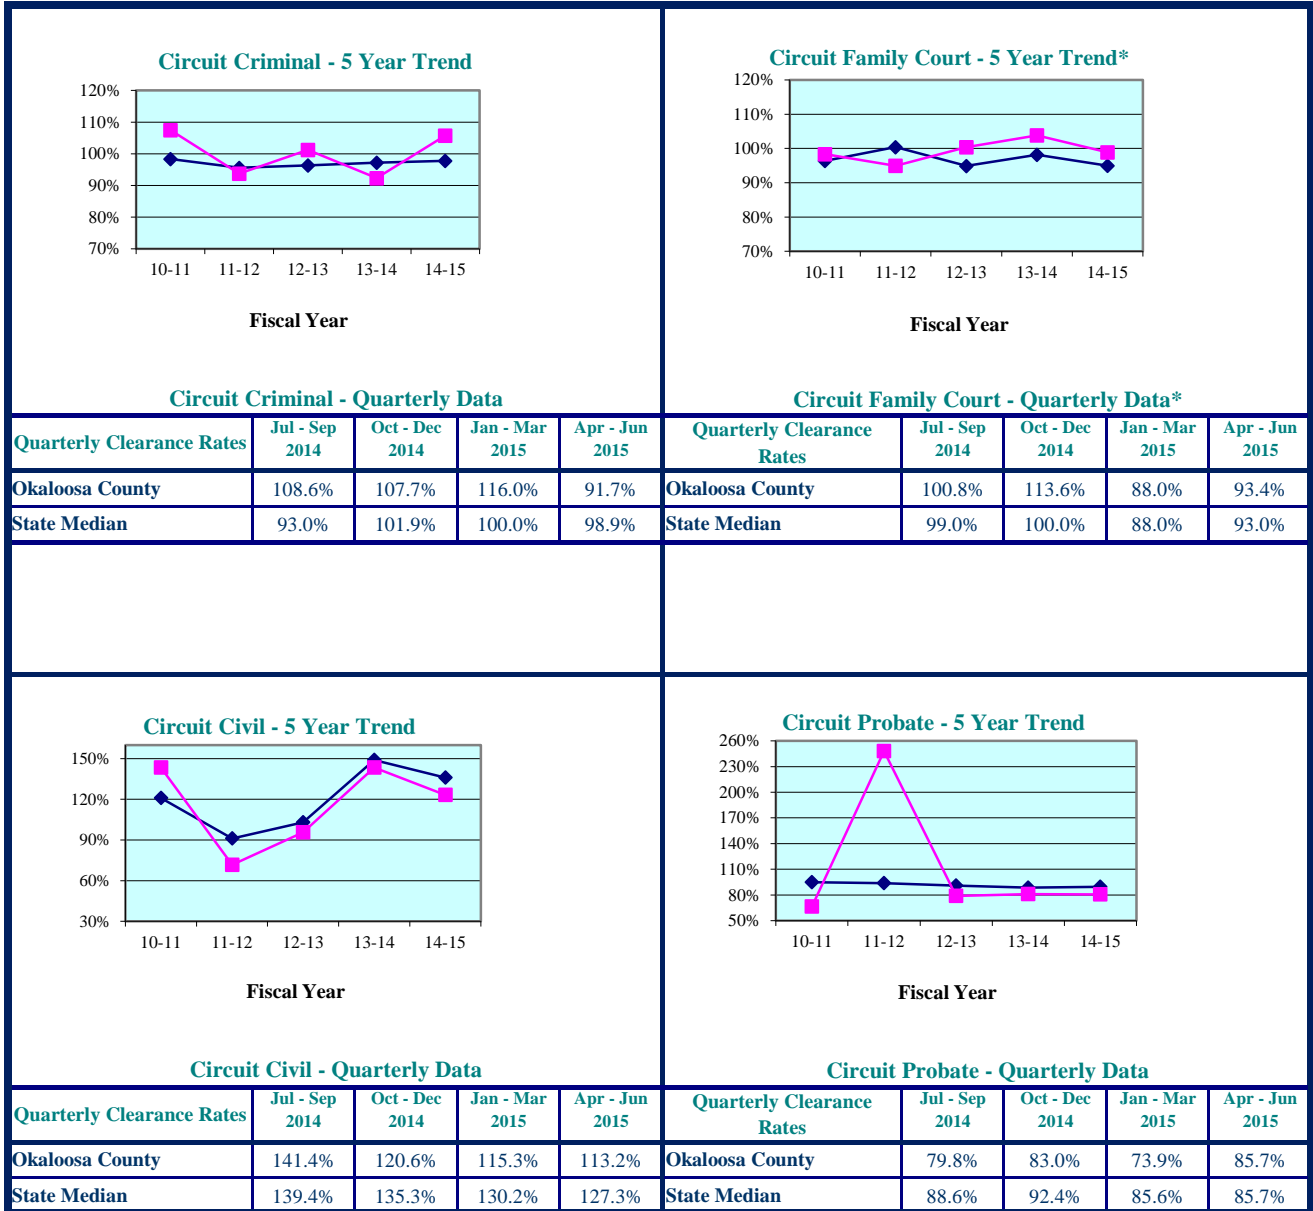 Circuit Criminal - 5 Year Trend
120%
110%
100%
90%
80%
70%
10-11 11-12 12-13 13-14 14-15
Fiscal Year
Circuit Criminal - Quarterly Data
Quarterly Clearance Rates Jul - Sep 2014 Oct - Dec 2014 Jan - Mar 2015 Apr - Jun 2015
Okaloosa County 108.6% 107.7% 116.0% 91.7%
State Median 93.0% 101.9% 100.0% 98.9%
Circuit Family Court - 5 Year Trend*
120%
110%
100%
90%
80%
70%
10-11 11-12 12-13 13-14 14-15
Fiscal Year
Circuit Family Court - Quarterly Data*
Quarterly Clearance Rates Jul - Sep 2014 Oct - Dec 2014 Jan - Mar 2015 Apr - Jun 2015
Okaloosa County 100.8% 113.6% 88.0% 93.4%
State Median 99.0% 100.0% 88.0% 93.0%
Circuit Civil - 5 Year Trend
150%
120%
90%
60%
30%
10-11 11-12 12-13 13-14 14-15
Fiscal Year
Circuit Civil - Quarterly Data
Quarterly Clearance Rates Jul - Sep 2014 Oct - Dec 2014 Jan - Mar 2015 Apr - Jun 2015
Okaloosa County 141.4% 120.6% 115.3% 113.2%
State Median 139.4% 135.3% 130.2% 127.3%
Circuit Probate - 5 Year Trend
260%
230%
200%
170%
140%
110%
80%
50%
10-11 11-12 12-13 13-14 14-15
Fiscal Year
Circuit Probate - Quarterly Data
Quarterly Clearance Rates Jul - Sep 2014 Oct - Dec 2014 Jan - Mar 2015 Apr - Jun 2015
Okaloosa County 79.8% 83.0% 73.9% 85.7%
State Median 88.6% 92.4% 85.6% 85.7%